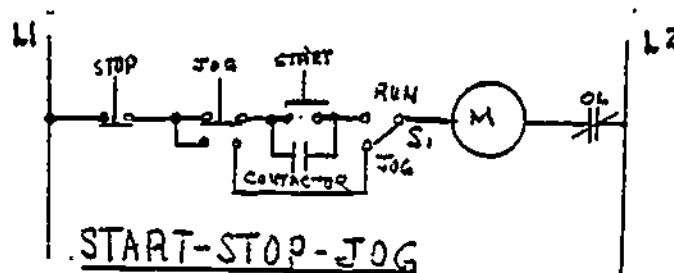 L1
L2
STOP
JOG
START
RUN
S1
M
OL
JOG
CONTACTOR
START-STOP-JOG